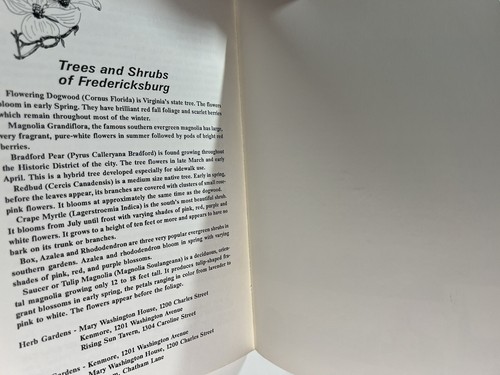 Trees and Shrubs
of Fredericksburg
Flowering Dogwood (Cornus Florida) is Virginia's state tree. The flowers
bloom in early Spring. They have brilliant red fall foliage and scarlet berries
which remain throughout most of the winter.
Magnolia Grandiflora, the famous southern evergreen magnolia has large,
very fragrant, pure-white flowers in summer followed by pods of bright red
berries.
Bradford Pear (Pyrus Calleryana Bradford) is found growing throughout
the Historic District of the city. The tree flowers in late March and early
April. This is a hybrid tree developed especially for sidewalk use.
Redbud (Cercis Canadensis) is a medium size native tree. Early in spring,
before the leaves appear, its branches are covered with clusters of small rose-
pink flowers. It blooms at approximately the same time as the dogwood.
Crape Myrtle (Lagerstroemia Indica) is the south's most beautiful shrub.
It blooms from July until frost with varying shades of pink, red, purple and
white flowers. It grows to a height of ten feet or more and appears to have no
bark on its trunk or branches.
Box, Azalea and Rhododendron are three very popular evergreen shrubs in
southern gardens. Azalea and rhododendron bloom in spring with varying
shades of pink, red, and purple blossoms.
Saucer or Tulip Magnolia (Magnolia Soulangeana) is a deciduous, orien-
tal magnolia growing only 12 to 18 feet tall. It produces tulip-shaped fra-
grant blossoms in early spring, the petals ranging in color from lavender to
pink to white. The flowers appear before the foliage.
Herb Gardens - Mary Washington House, 1200 Charles Street
Kenmore, 1201 Washington Avenue
Rising Sun Tavern, 1304 Caroline Street
Gardens - Kenmore, 1201 Washington Avenue
Mary Washington House, 1200 Charles Street
Chatham Lane